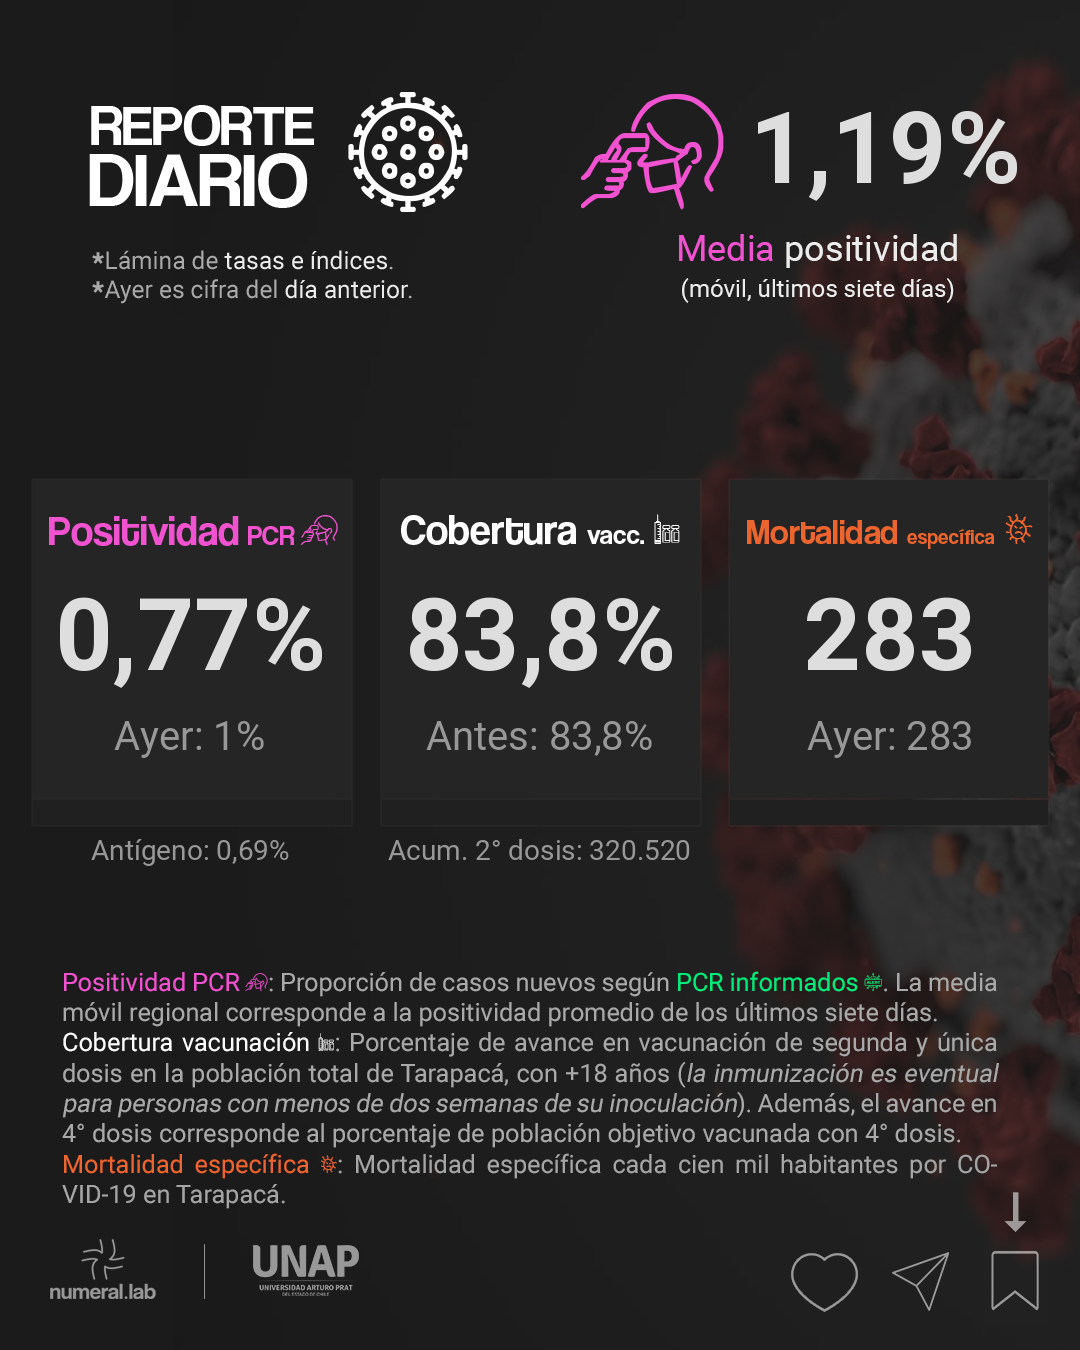 REPORTE
DIARIO
*Lámina de tasas e índices.
*Ayer es cifra del día anterior.
1,19%
Media positividad
(móvil, últimos siete días)
Positividad PCR
0,77%
Ayer: 1%
Antígeno: 0,69%
Cobertura vacc.
83,8%
Antes: 83,8%
Acum. 2° dosis: 320.520
Mortalidad específica
283
Ayer: 283
Positividad PCR : Proporción de casos nuevos según PCR informados . La media
móvil regional corresponde a la positividad promedio de los últimos siete días.
Cobertura vacunación : Porcentaje de avance en vacunación de segunda y única
dosis en la población total de Tarapacá, con +18 años (la inmunización es eventual
para personas con menos de dos semanas de su inoculación). Además, el avance en
4° dosis corresponde al porcentaje de población objetivo vacunada con 4° dosis.
Mortalidad específica : Mortalidad específica cada cien mil habitantes por CO-
VID-19 en Tarapacá.
numeral.lab
UNAP
UNIVERSIDAD ARTURO PRAT
DEL ESTADO DE CHILE